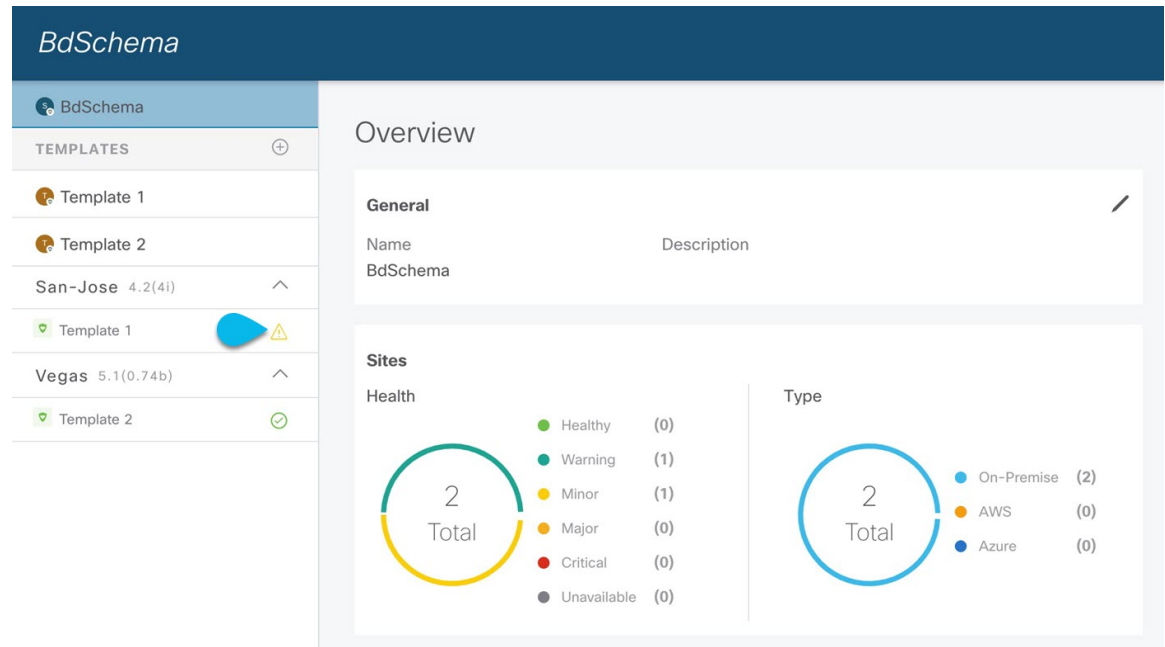 BdSchema
BdSchema
TEMPLATES
Template 1
Template 2
San-Jose 4.2(4i)
Template 1
Vegas 5.1(0.74b)
Template 2
Overview
General
Name Description
BdSchema
Sites
Health
2
Total
Healthy (0)
Warning (1)
Minor (1)
Major (0)
Critical (0)
Unavailable (0)
Type
2
Total
On-Premise (2)
AWS (0)
Azure (0)